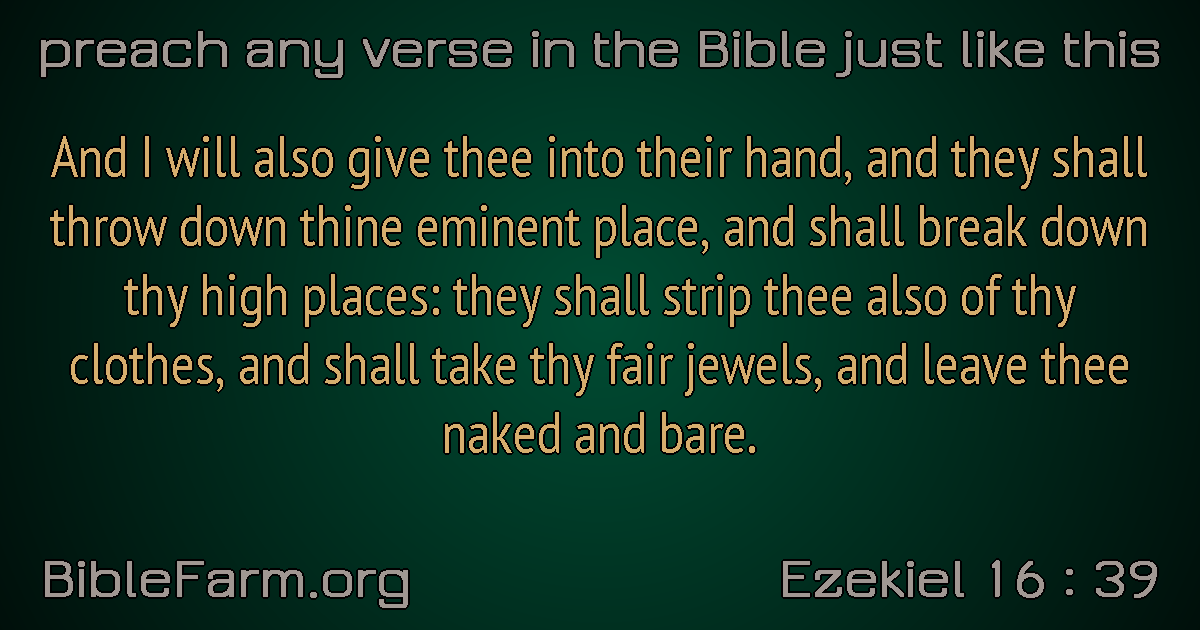 preach any verse in the Bible just like this
And I will also give thee into their hand, and they shall
throw down thine eminent place, and shall break down
thy high places: they shall strip thee also of thy
clothes, and shall take thy fair jewels, and leave thee
naked and bare.
BibleFarm.org
Ezekiel 16 : 39